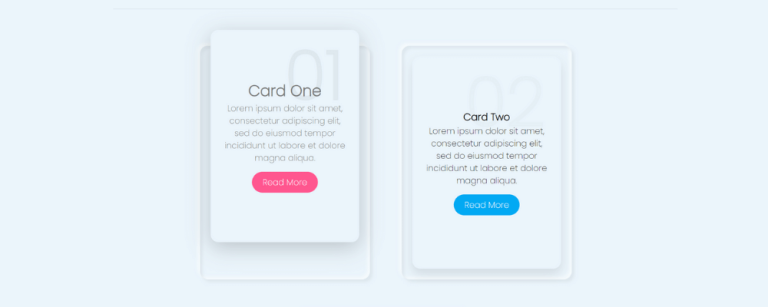 01
Card One
Lorem ipsum dolor sit amet,
consectetur adipiscing elit,
sed do eiusmod tempor
incididunt ut labore et dolore
magna aliqua.
Read More
02
Card Two
Lorem ipsum dolor sit amet,
consectetur adipiscing elit,
sed do eiusmod tempor
incididunt ut labore et dolore
magna aliqua.
Read More